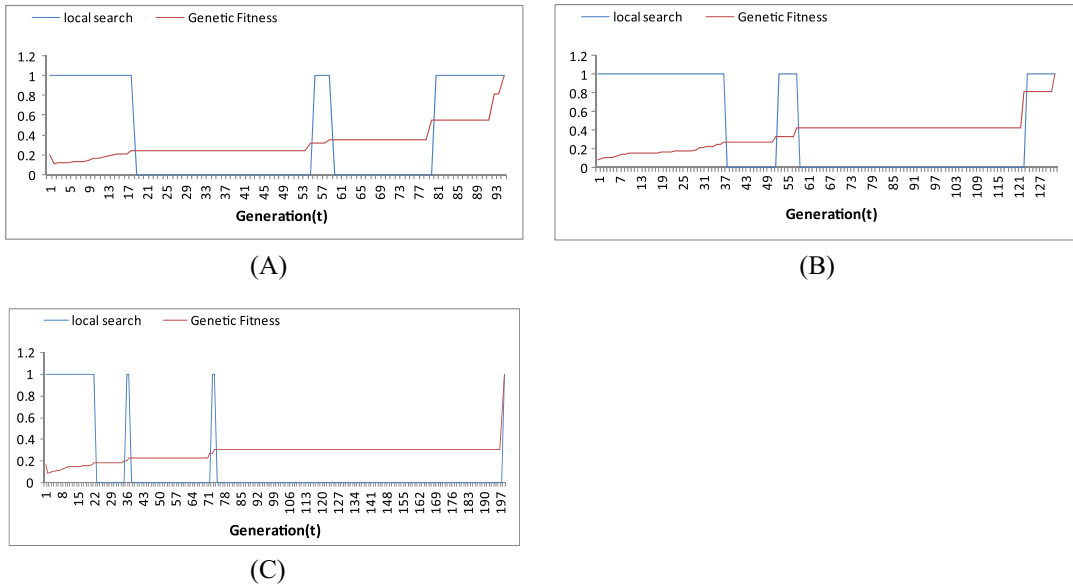 local search Genetic Fitness
1.2
1
0.8
0.6
0.4
0.2
0
1 5 9 13 17 21 25 29 33 37 41 45 49 53 57 61 65 69 73 77 81 85 89 93
Generation(t)
(A)
local search Genetic Fitness
1.2
1
0.8
0.6
0.4
0.2
0
1 7 13 19 25 31 37 43 49 55 61 67 73 79 85 91 97 103 109 115 121 127
Generation(t)
(B)
local search Genetic Fitness
1.2
1
0.8
0.6
0.4
0.2
0
1 8 15 22 29 36 43 50 57 64 71 78 85 92 99 106 113 120 127 134 141 148 155 162 169 176 183 190 197
Generation(t)
(C)